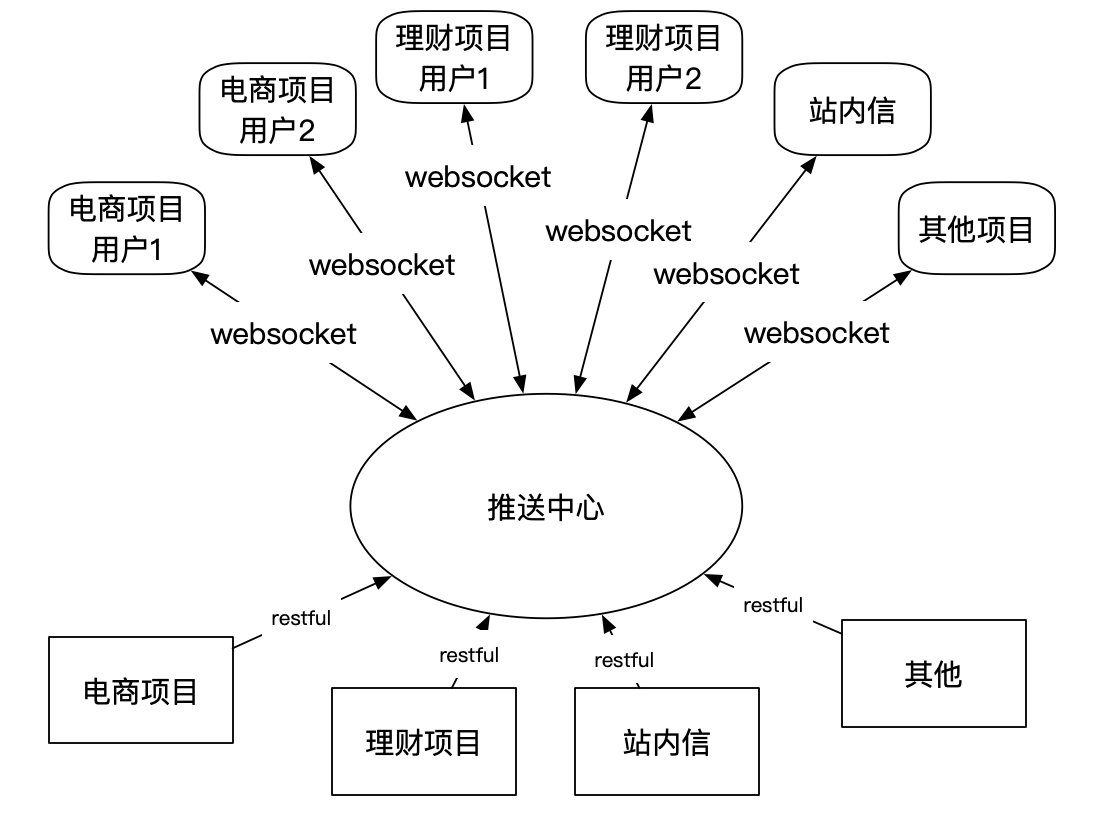 理财项目
用户1
理财项目
用户2
电商项目
用户2
站内信
电商项目
用户1
其他项目
websocket
websocket
websocket
websocket
websocket
websocket
推送中心
restful
restful
restful
restful
电商项目
理财项目
站内信
其他